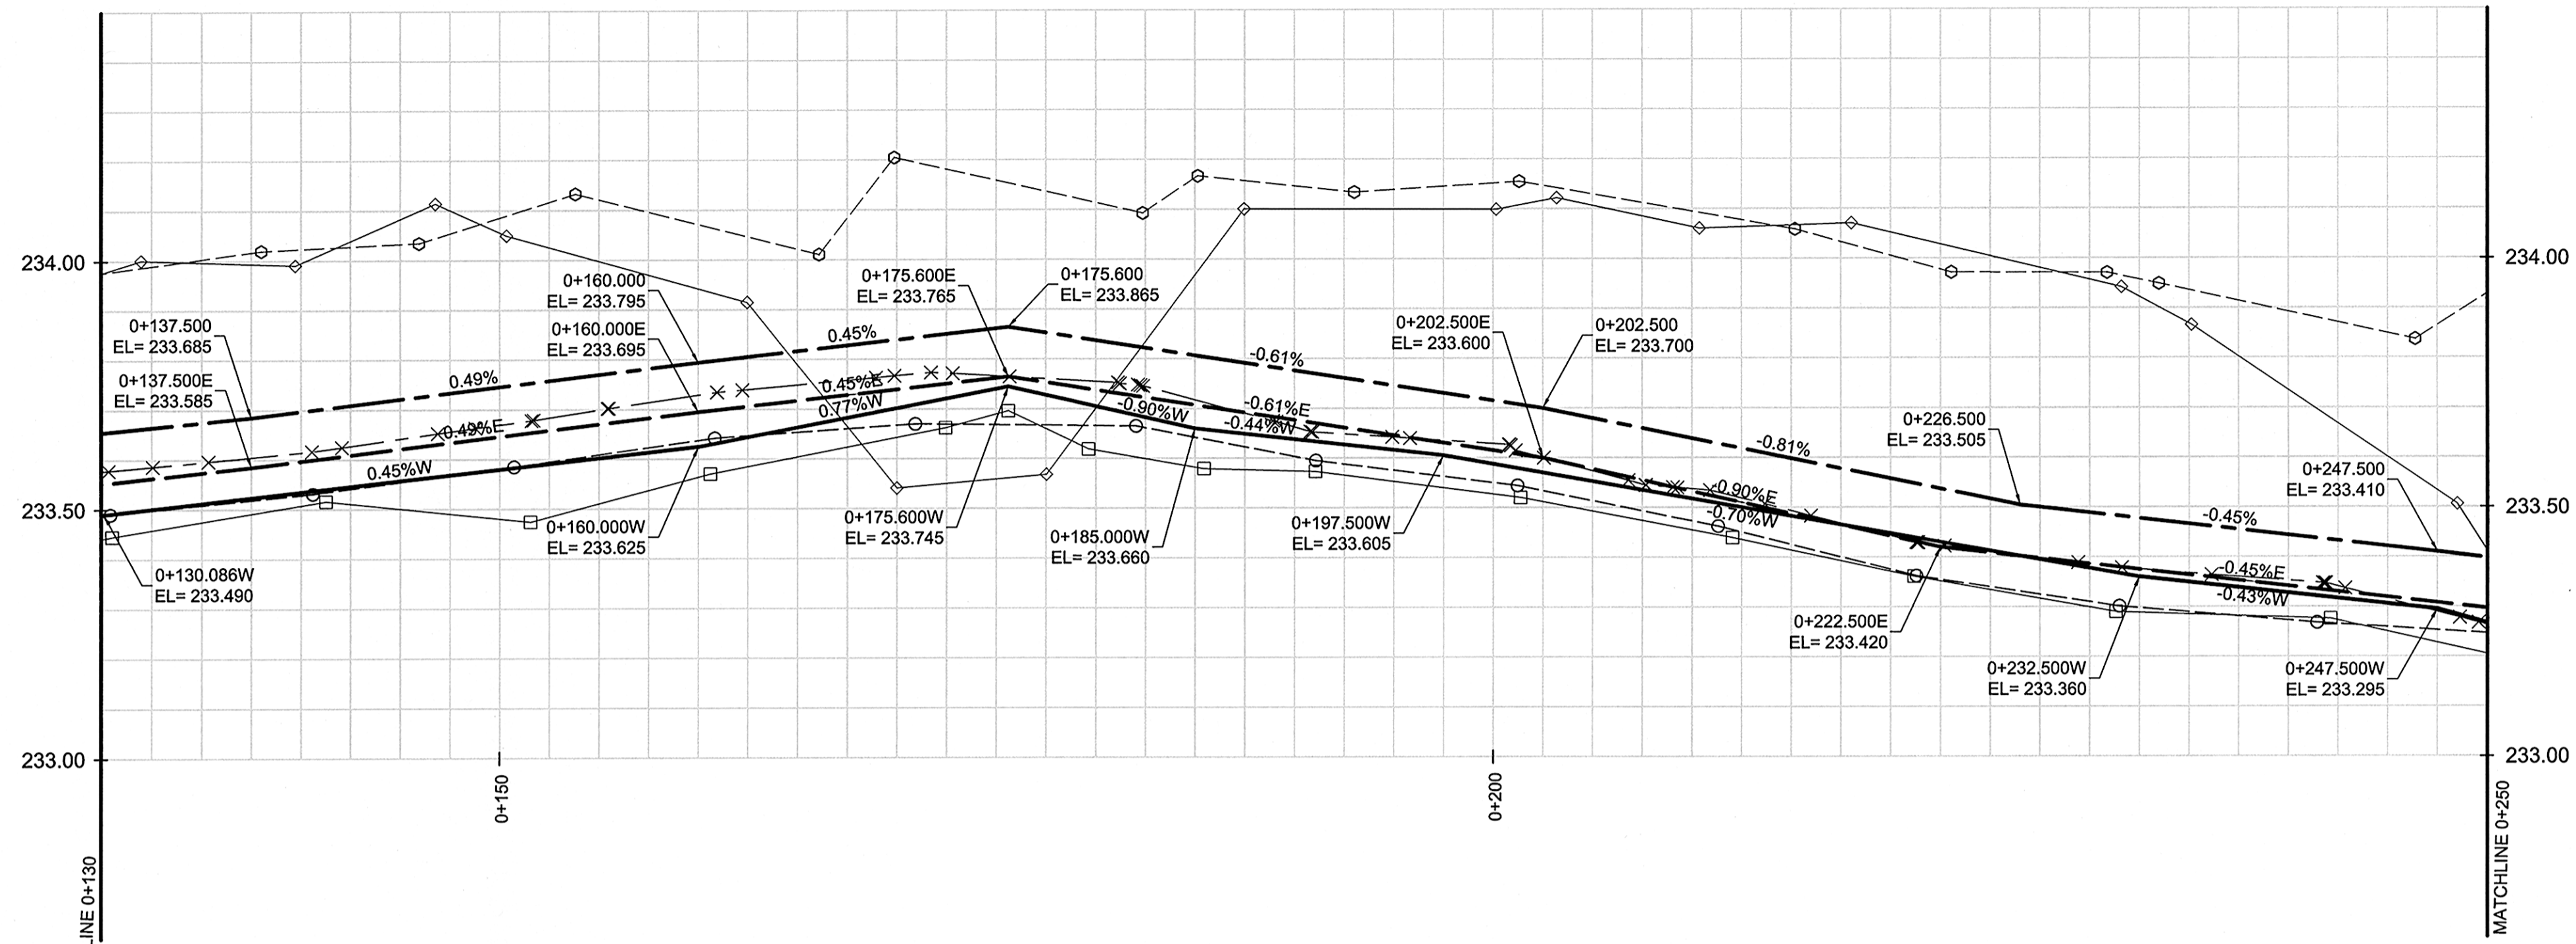 234.00
233.50
233.00
0+137.500
EL= 233.685
0+137.500E
EL= 233.585
0+130.086W
EL= 233.490
0.49%
0.49%E
0.45%W
0+160.000
EL= 233.795
0+160.000E
EL= 233.695
0+160.000W
EL= 233.625
0.45%
0.45%E
0.77%W
0+175.600E
EL= 233.765
0+175.600
EL= 233.865
0+175.600W
EL= 233.745
-0.90%W
0+185.000W
EL= 233.660
-0.61%
-0.61%E
-0.44%W
0+197.500W
EL= 233.605
0+202.500E
EL= 233.600
0+202.500
EL= 233.700
-0.81%
-0.90%E
-0.70%W
0+226.500
EL= 233.505
0+222.500E
EL= 233.420
0+232.500W
EL= 233.360
-0.45%
-0.45%E
-0.43%W
0+247.500
EL= 233.410
0+247.500W
EL= 233.295
234.00
233.50
233.00
0+150
0+200
LINE 0+130
MATCHLINE 0+250